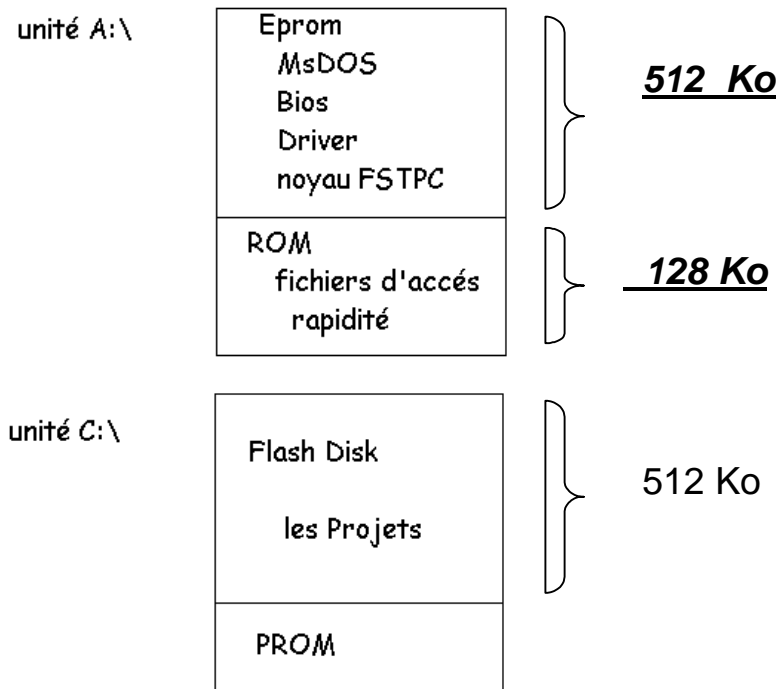 unité A:\
Eprom
MsDOS
Bios
Driver
noyau FSTPC
512 Ko
ROM
fichiers d'accés
rapidité
128 Ko
unité C:\
Flash Disk
les Projets
512 Ko
PROM